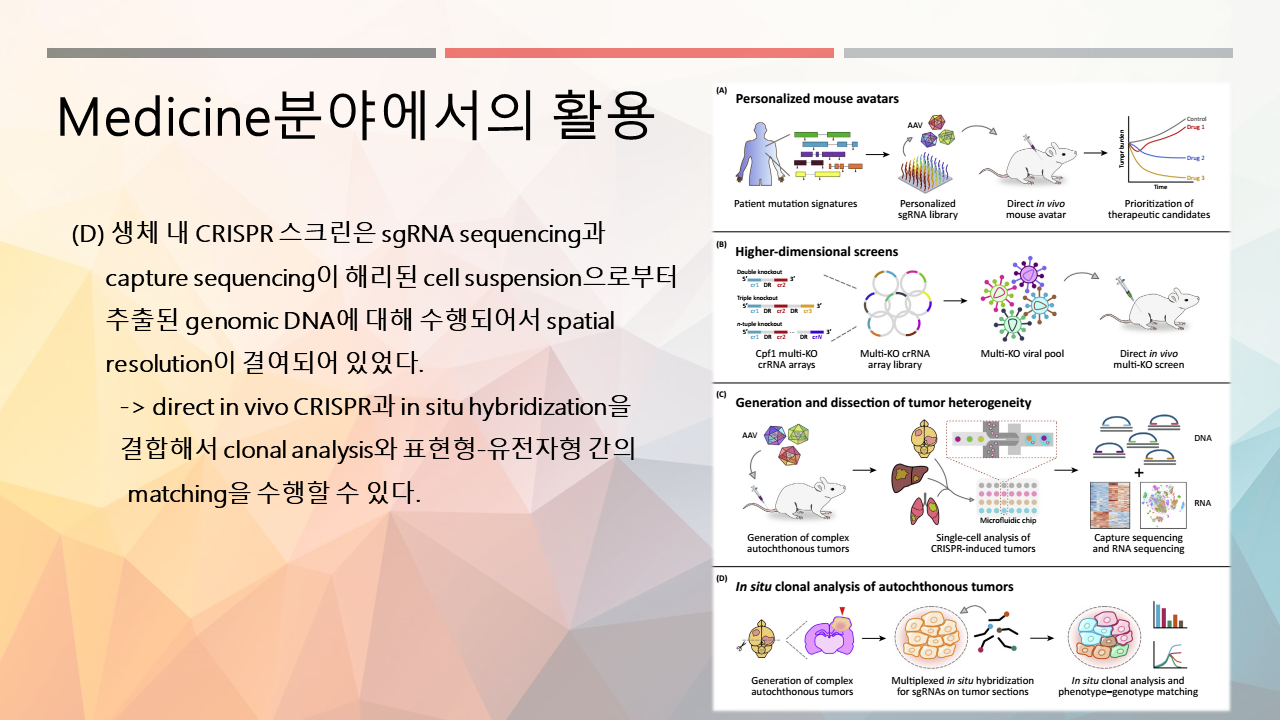 Medicine분야에서의 활용
(D) 생체 내 CRISPR 스크린은 sgRNA sequencing과
capture sequencing이 해리된 cell suspension으로부터
추출된 genomic DNA에 대해 수행되어서 spatial
resolution이 결여되어 있었다.
-> direct in vivo CRISPR과 in situ hybridization을
결합해서 clonal analysis와 표현형-유전자형 간의
matching을 수행할 수 있다.
(A) Personalized mouse avatars
AAV
Tumor burden
Control
Drug 1
Drug 2
Drug 3
Time
Patient mutation signatures
Personalized
sgRNA library
Direct in vivo
mouse avatar
Prioritization of
therapeutic candidates
(B) Higher-dimensional screens
Double knockout
5’ 3’
cr1 DR cr2
Triple knockout
5’ 3’
cr1 DR cr2 DR cr3
n-tuple knockout
5’ ... 3’
cr1 DR cr2 DR crN
Cpf1 multi-KO
crRNA arrays
Multi-KO crRNA
array library
Multi-KO viral pool
Direct in vivo
multi-KO screen
(C) Generation and dissection of tumor heterogeneity
AAV
Microfluidic chip
DNA
+
RNA
Generation of complex
autochthonous tumors
Single-cell analysis of
CRISPR-induced tumors
Capture sequencing
and RNA sequencing
(D) In situ clonal analysis of autochthonous tumors
Generation of complex
autochthonous tumors
Multiplexed in situ hybridization
for sgRNAs on tumor sections
In situ clonal analysis and
phenotype–genotype matching